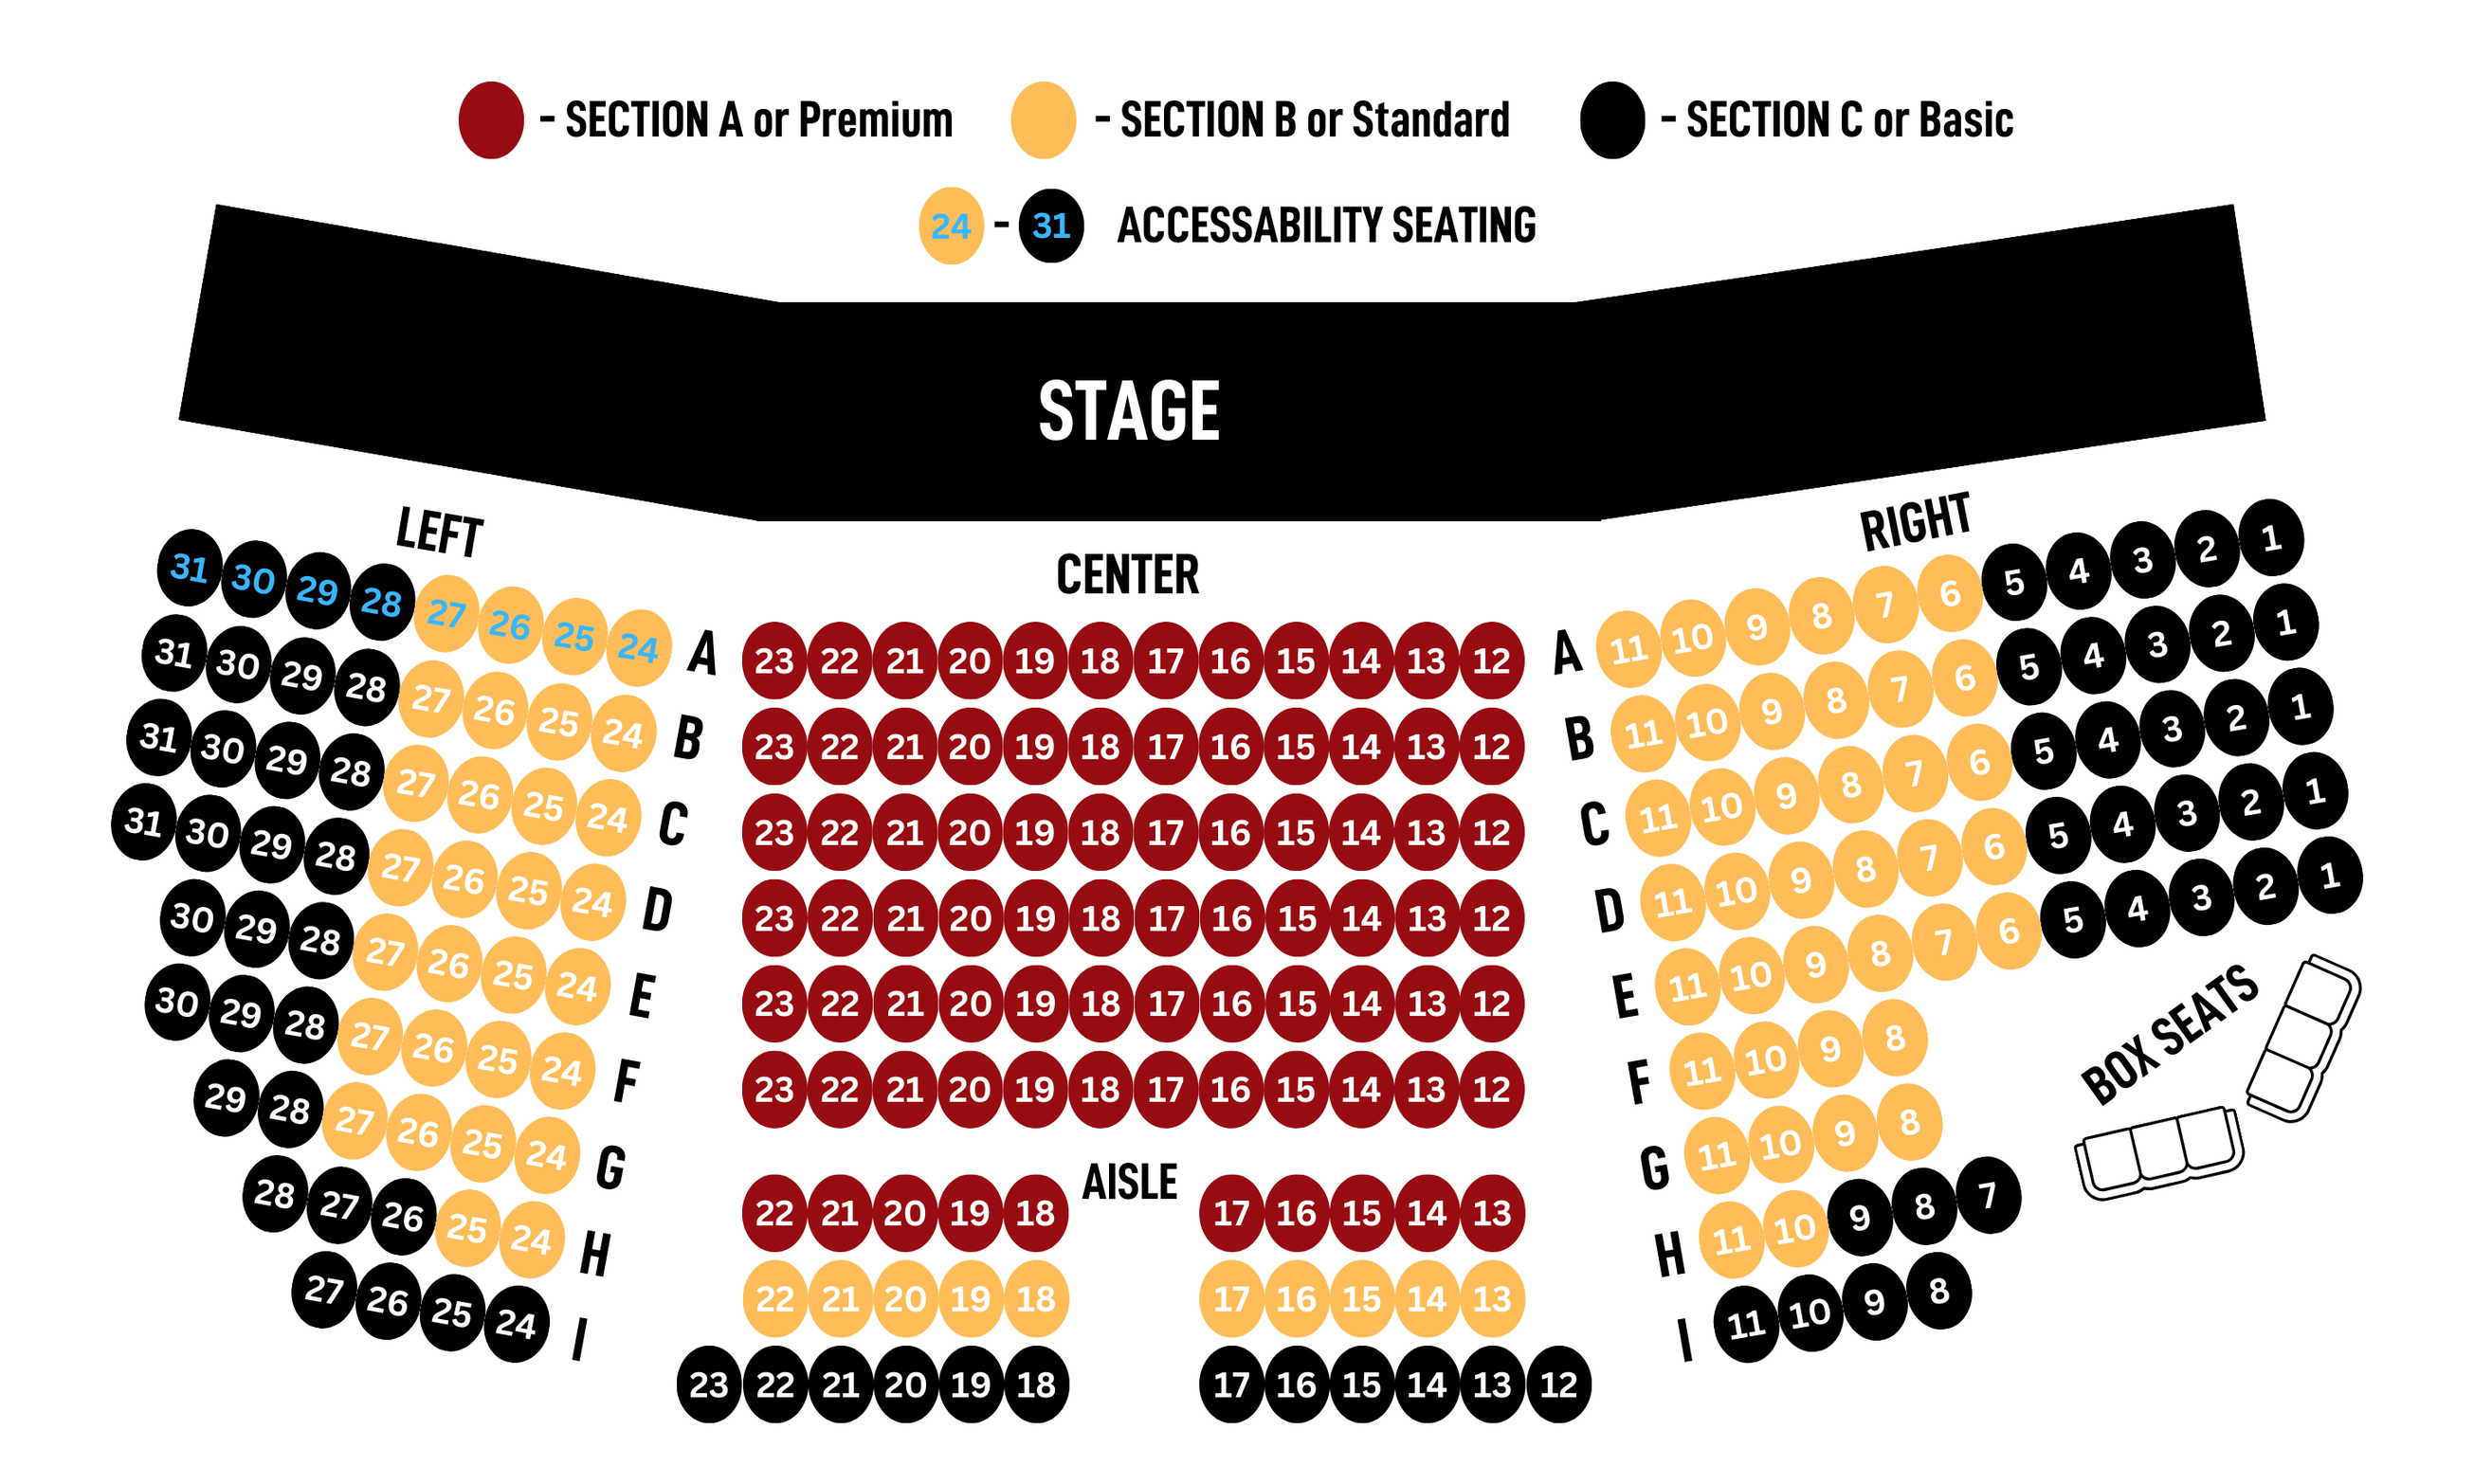 - SECTION A or Premium - SECTION B or Standard - SECTION C or Basic
24 - 31 ACCESSABILITY SEATING
STAGE
LEFT
31 30 29 28 27 26 25 24 A
31 30 29 28 27 26 25 24 B
31 30 29 28 27 26 25 24 C
31 30 29 28 27 26 25 24 D
30 29 28 27 26 25 24 E
30 29 28 27 26 25 24 F
29 28 27 26 25 24 G
28 27 26 25 24 H
27 26 25 24 I
CENTER
23 22 21 20 19 18 17 16 15 14 13 12
23 22 21 20 19 18 17 16 15 14 13 12
23 22 21 20 19 18 17 16 15 14 13 12
23 22 21 20 19 18 17 16 15 14 13 12
23 22 21 20 19 18 17 16 15 14 13 12
23 22 21 20 19 18 17 16 15 14 13 12
AISLE
22 21 20 19 18 17 16 15 14 13
22 21 20 19 18 17 16 15 14 13
23 22 21 20 19 18 17 16 15 14 13 12
RIGHT
A 11 10 9 8 7 6 5 4 3 2 1
B 11 10 9 8 7 6 5 4 3 2 1
C 11 10 9 8 7 6 5 4 3 2 1
D 11 10 9 8 7 6 5 4 3 2 1
E 11 10 9 8 7 6 5 4 3 2 1
F 11 10 9 8
G 11 10 9 8
H 11 10 9 8 7
I 11 10 9 8
BOX SEATS